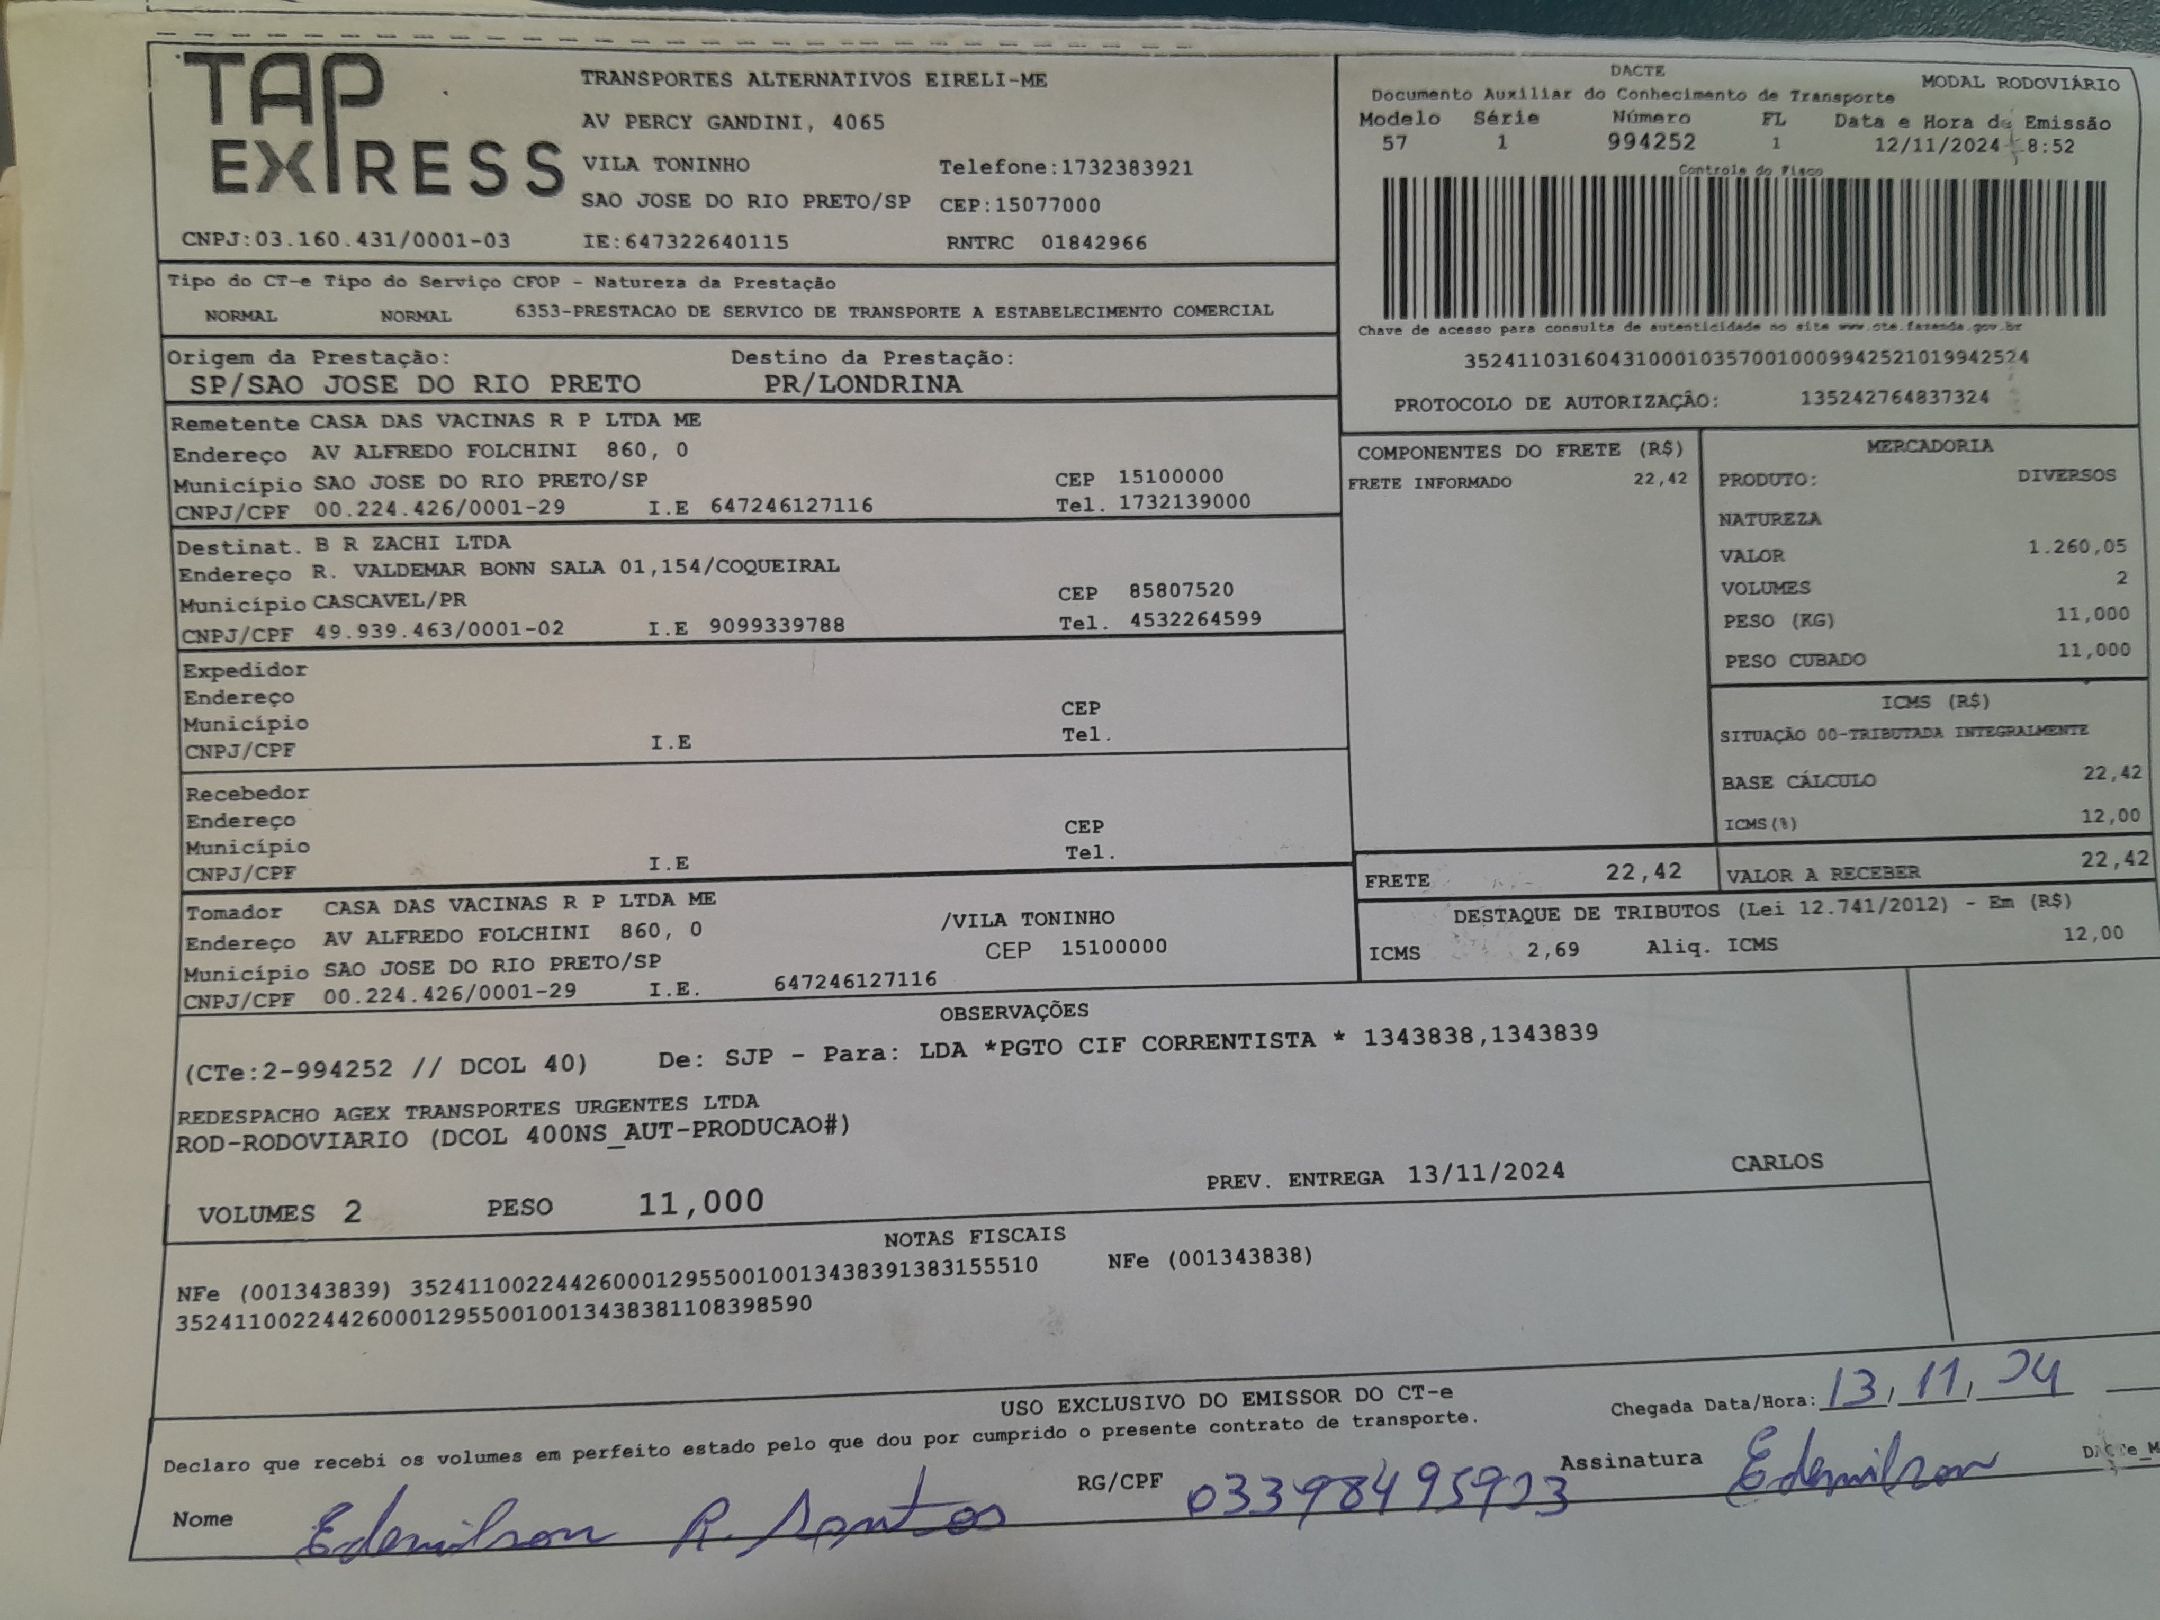 TAP
EXPRESS
TRANSPORTES ALTERNATIVOS EIRELI-ME
AV PERCY GANDINI, 4065
VILA TONINHO Telefone:1732383921
SAO JOSE DO RIO PRETO/SP CEP:15077000
CNPJ:03.160.431/0001-03 IE:647322640115 RNTRC 01842966
DACTE
MODAL RODOVIÁRIO
Documento Auxiliar do Conhecimento de Transporte
Modelo Série Número FL Data e Hora de Emissão
57 1 994252 1 12/11/2024 8:52
Controle do Fisco
Chave de acesso para consulta de autenticidade no site www.cte.fazenda.gov.br
35241103160431000103570010009942521019942524
PROTOCOLO DE AUTORIZAÇÃO: 135242764837324
Tipo do CT-e Tipo do Serviço CFOP - Natureza da Prestação
NORMAL NORMAL 6353-PRESTACAO DE SERVICO DE TRANSPORTE A ESTABELECIMENTO COMERCIAL
Origem da Prestação: Destino da Prestação:
SP/SAO JOSE DO RIO PRETO PR/LONDRINA
Remetente CASA DAS VACINAS R P LTDA ME
Endereço AV ALFREDO FOLCHINI 860, 0
Município SAO JOSE DO RIO PRETO/SP CEP 15100000
CNPJ/CPF 00.224.426/0001-29 I.E 647246127116 Tel. 1732139000
Destinat. B R ZACHI LTDA
Endereço R. VALDEMAR BONN SALA 01,154/COQUEIRAL
Município CASCAVEL/PR CEP 85807520
CNPJ/CPF 49.939.463/0001-02 I.E 9099339788 Tel. 4532264599
Expedidor
Endereço
Município CEP
CNPJ/CPF I.E Tel.
Recebedor
Endereço
Município CEP
CNPJ/CPF I.E Tel.
Tomador CASA DAS VACINAS R P LTDA ME
Endereço AV ALFREDO FOLCHINI 860, 0 /VILA TONINHO
Município SAO JOSE DO RIO PRETO/SP CEP 15100000
CNPJ/CPF 00.224.426/0001-29 I.E. 647246127116
COMPONENTES DO FRETE (R$)
FRETE INFORMADO 22,42
MERCADORIA
PRODUTO: DIVERSOS
NATUREZA
VALOR 1.260,05
VOLUMES 2
PESO (KG) 11,000
PESO CUBADO 11,000
ICMS (R$)
SITUAÇÃO 00-TRIBUTADA INTEGRALMENTE
BASE CÁLCULO 22,42
ICMS(%) 12,00
FRETE 22,42 VALOR A RECEBER 22,42
DESTAQUE DE TRIBUTOS (Lei 12.741/2012) - Em (R$)
ICMS 2,69 Aliq. ICMS 12,00
OBSERVAÇÕES
(CTe:2-994252 // DCOL 40) De: SJP - Para: LDA *PGTO CIF CORRENTISTA * 1343838,1343839
REDESPACHO AGEX TRANSPORTES URGENTES LTDA
ROD-RODOVIARIO (DCOL 400NS_AUT-PRODUCAO#)
VOLUMES 2 PESO 11,000 PREV. ENTREGA 13/11/2024 CARLOS
NOTAS FISCAIS
NFe (001343839) 35241100224426000129550010013438391383155510 NFe (001343838)
35241100224426000129550010013438381108398590
USO EXCLUSIVO DO EMISSOR DO CT-e
Declaro que recebi os volumes em perfeito estado pelo que dou por cumprido o presente contrato de transporte.
Chegada Data/Hora: 13, 11, 24
Nome Edemilson R. Santos RG/CPF 03398495923 Assinatura Edemilson